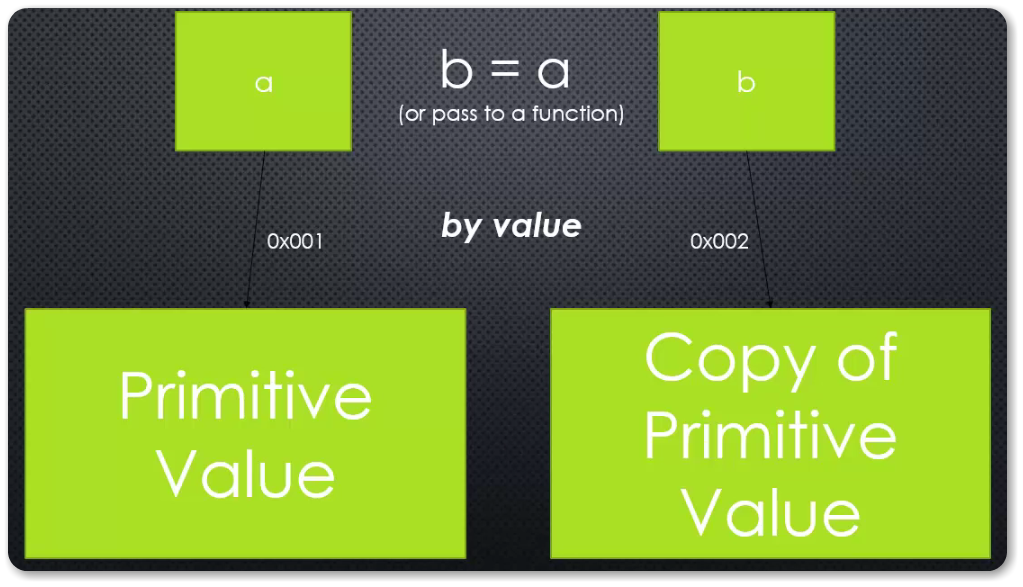 a
b = a
b
(or pass to a function)
by value
0x001
0x002
Primitive
Value
Copy of
Primitive
Value